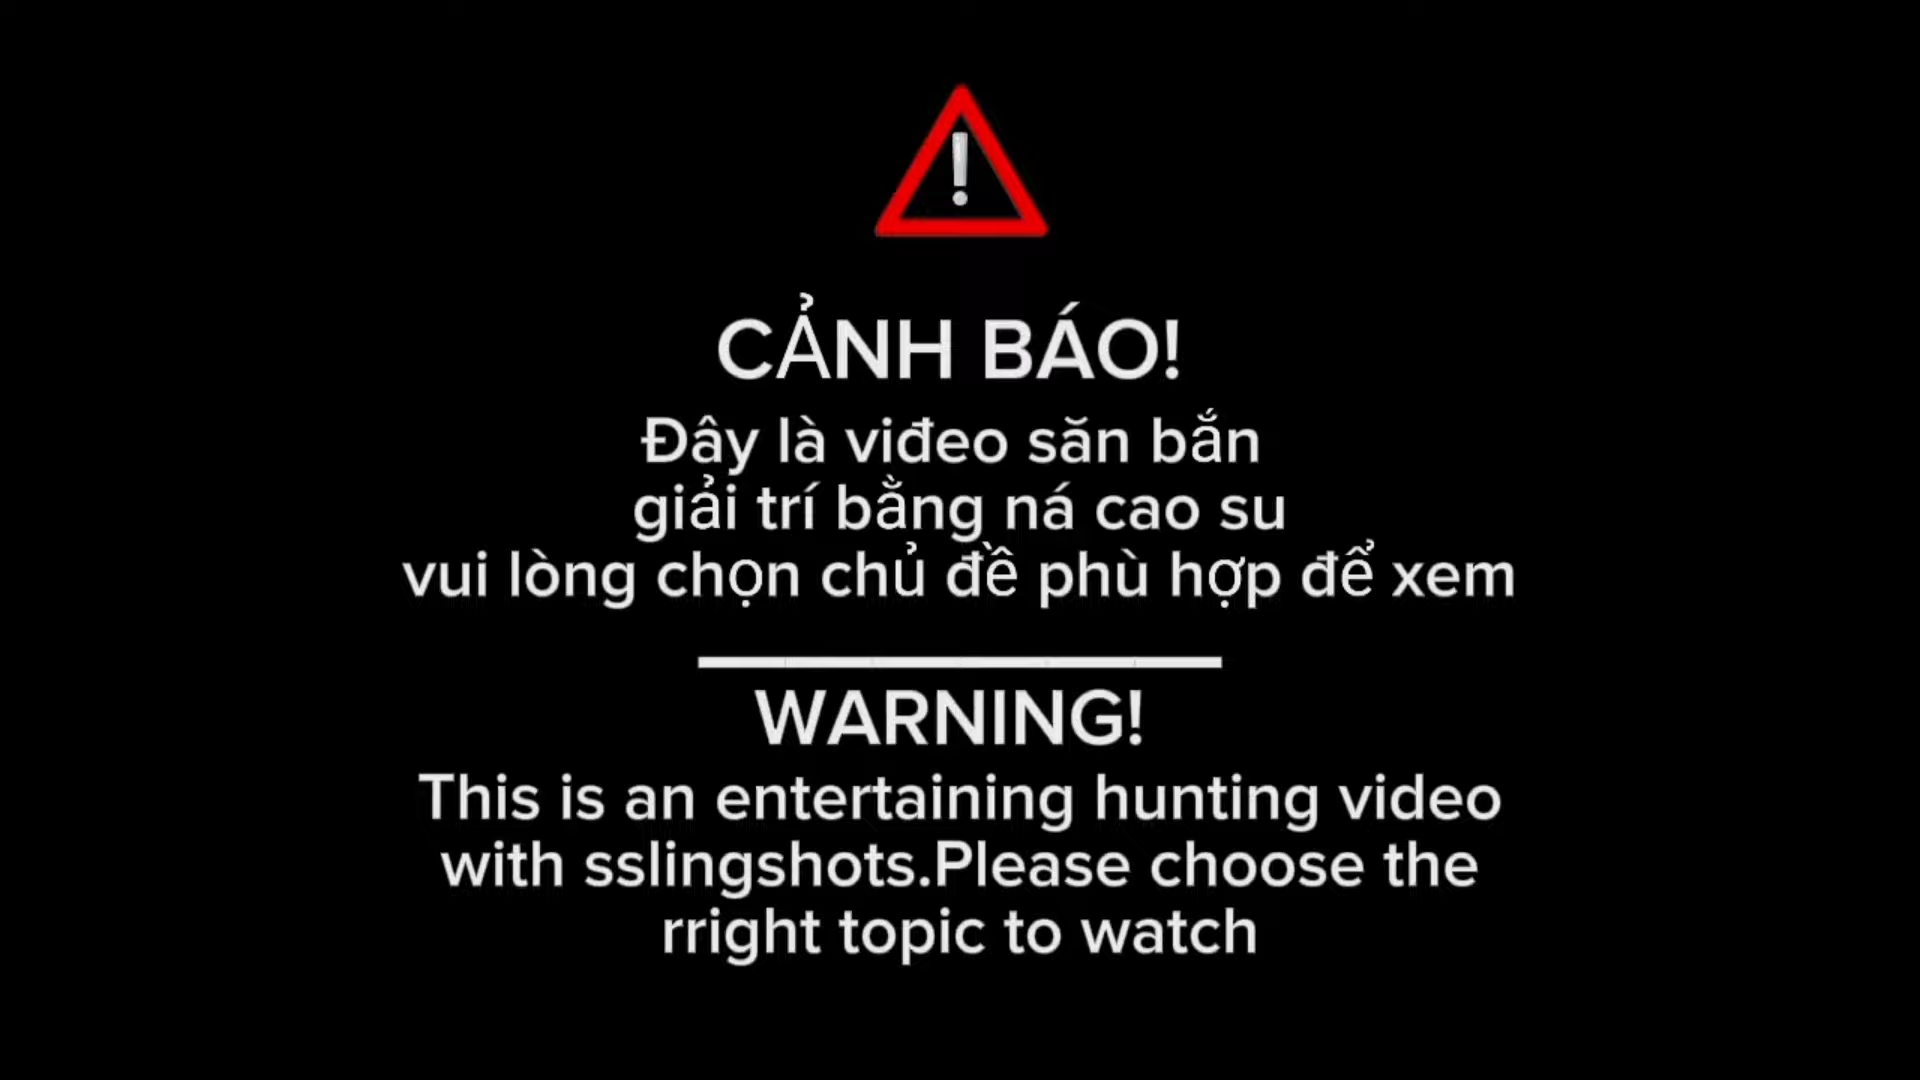 CẢNH BÁO!
Đây là viđeo săn bắn
giải trí bằng ná cao su
vui lòng chọn chủ đề phù hợp để xem
WARNING!
This is an entertaining hunting video
with sslingshots.Please choose the
rright topic to watch